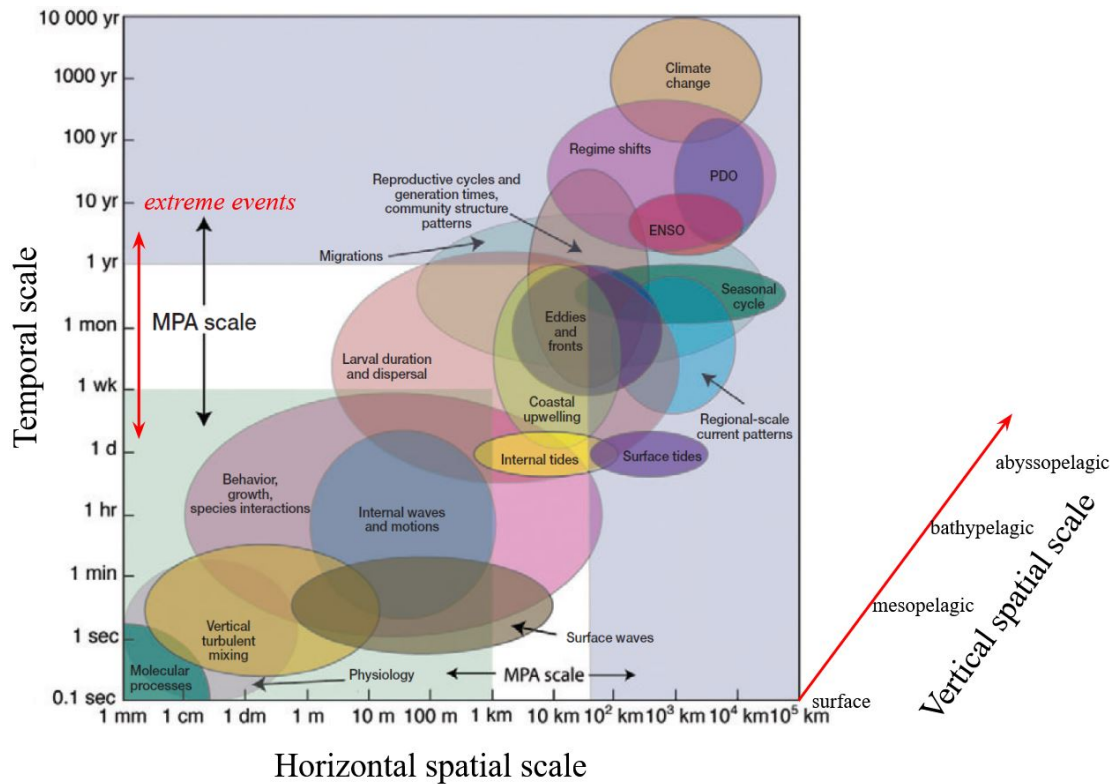 10 000 yr
1000 yr
100 yr
10 yr
1 yr
1 mon
1 wk
1 d
1 hr
1 min
1 sec
0.1 sec
Temporal scale
extreme events
MPA scale
Climate
change
Regime shifts
PDO
ENSO
Reproductive cycles and
generation times,
community structure
patterns
Migrations
Seasonal
cycle
Eddies
and
fronts
Larval duration
and dispersal
Coastal
upwelling
Regional-scale
current patterns
Internal tides
Surface tides
Behavior,
growth,
species interactions
Internal waves
and motions
Vertical
turbulent
mixing
Surface waves
Molecular
processes
Physiology
MPA scale
1 mm
1 cm
1 dm
1 m
10 m
100 m
1 km
10 km
10² km
10³ km
10⁴ km
10⁵ km
Horizontal spatial scale
surface
mesopelagic
bathypelagic
abyssopelagic
Vertical spatial scale